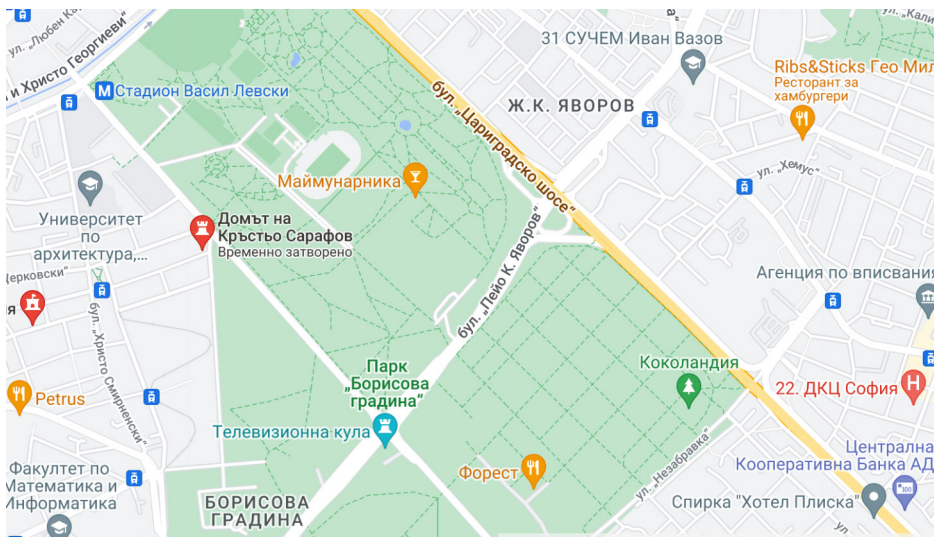 ул. „Любен Ка
и Христо Георгиеви"
Стадион Васил Левски
М
31 СУЧЕМ Иван Вазов
Ribs&Sticks Гео Мил
Ресторант за
хамбургери
Ж.К. ЯВОРОВ
бул. „Цариградско шосе“
ул. „Хемус“
ул. „Кали
а“
Маймунарника
Университет
по
архитектура,...
Домът на
Кръстьо Сарафов
Временно затворено
Церковски"
я
бул. „Христо Смирненски“
бул. „Пейо К. Яворов“
Агенция по вписвания
Парк
„Борисова
градина“
Коколандия
22. ДКЦ София
H
Petrus
Телевизионна кула
Форест
ул. „Незабравка“
Централна
Кооперативна Банка АД
Факултет по
Математика и
Информатика
БОРИСОВА
ГРАДИНА
Спирка "Хотел Плиска"
ул.